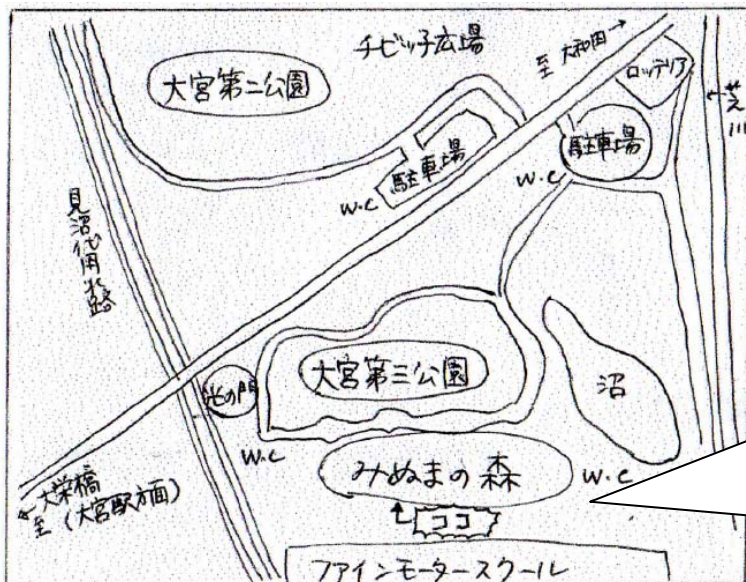 チビッ子広場
至 大和田→
ロッテリア
大宮第二公園
←芝川
駐車場
駐車場
W.C
W.C
見沼代用水路
大宮第三公園
沼
W.C
みぬまの森
W.C
←至 大栄橋
(大宮駅方面)
ココ
ファインモータースクール